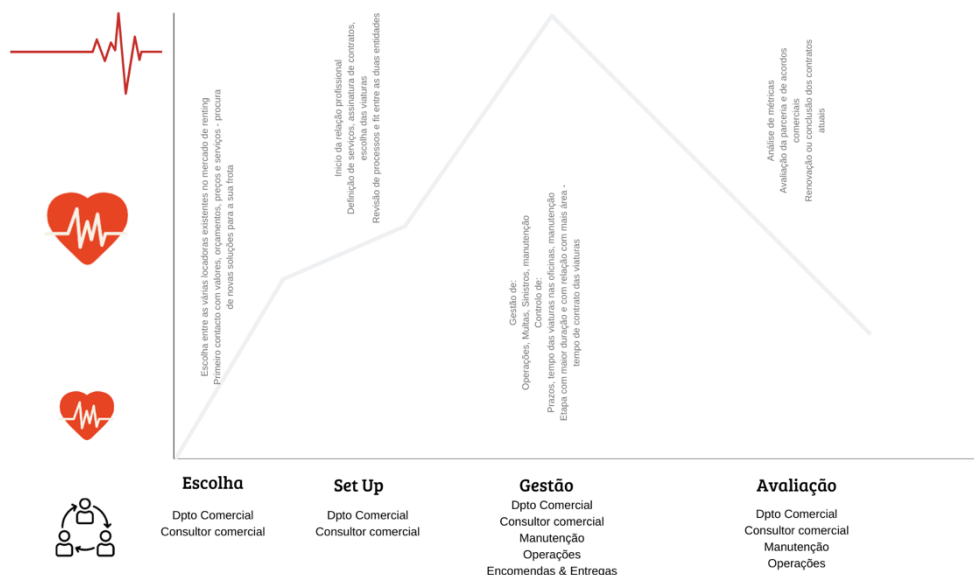 Escolha entre as várias locadoras existentes no mercado de renting
Primeiro contacto com valores, orçamentos, preços e serviços - procura
de novas soluções para a sua frota
Inicio da relação profissional
Definição de serviços, assinatura de contratos,
escolha das viaturas
Revisão de processos e fit entre as duas entidades
Gestão de:
Operações, Multas, Sinistros, manutenção
Controlo de:
Prazos, tempo das viaturas nas oficinas, manutenção
Etapa com maior duração e com relação com mais área -
tempo de contrato das viaturas
Análise de métricas
Avaliação da parceria e de acordos
comerciais
Renovação ou conclusão dos contratos
atuais
Escolha
Dpto Comercial
Consultor comercial
Set Up
Dpto Comercial
Consultor comercial
Gestão
Dpto Comercial
Consultor comercial
Manutenção
Operações
Encomendas & Entregas
Avaliação
Dpto Comercial
Consultor comercial
Manutenção
Operações